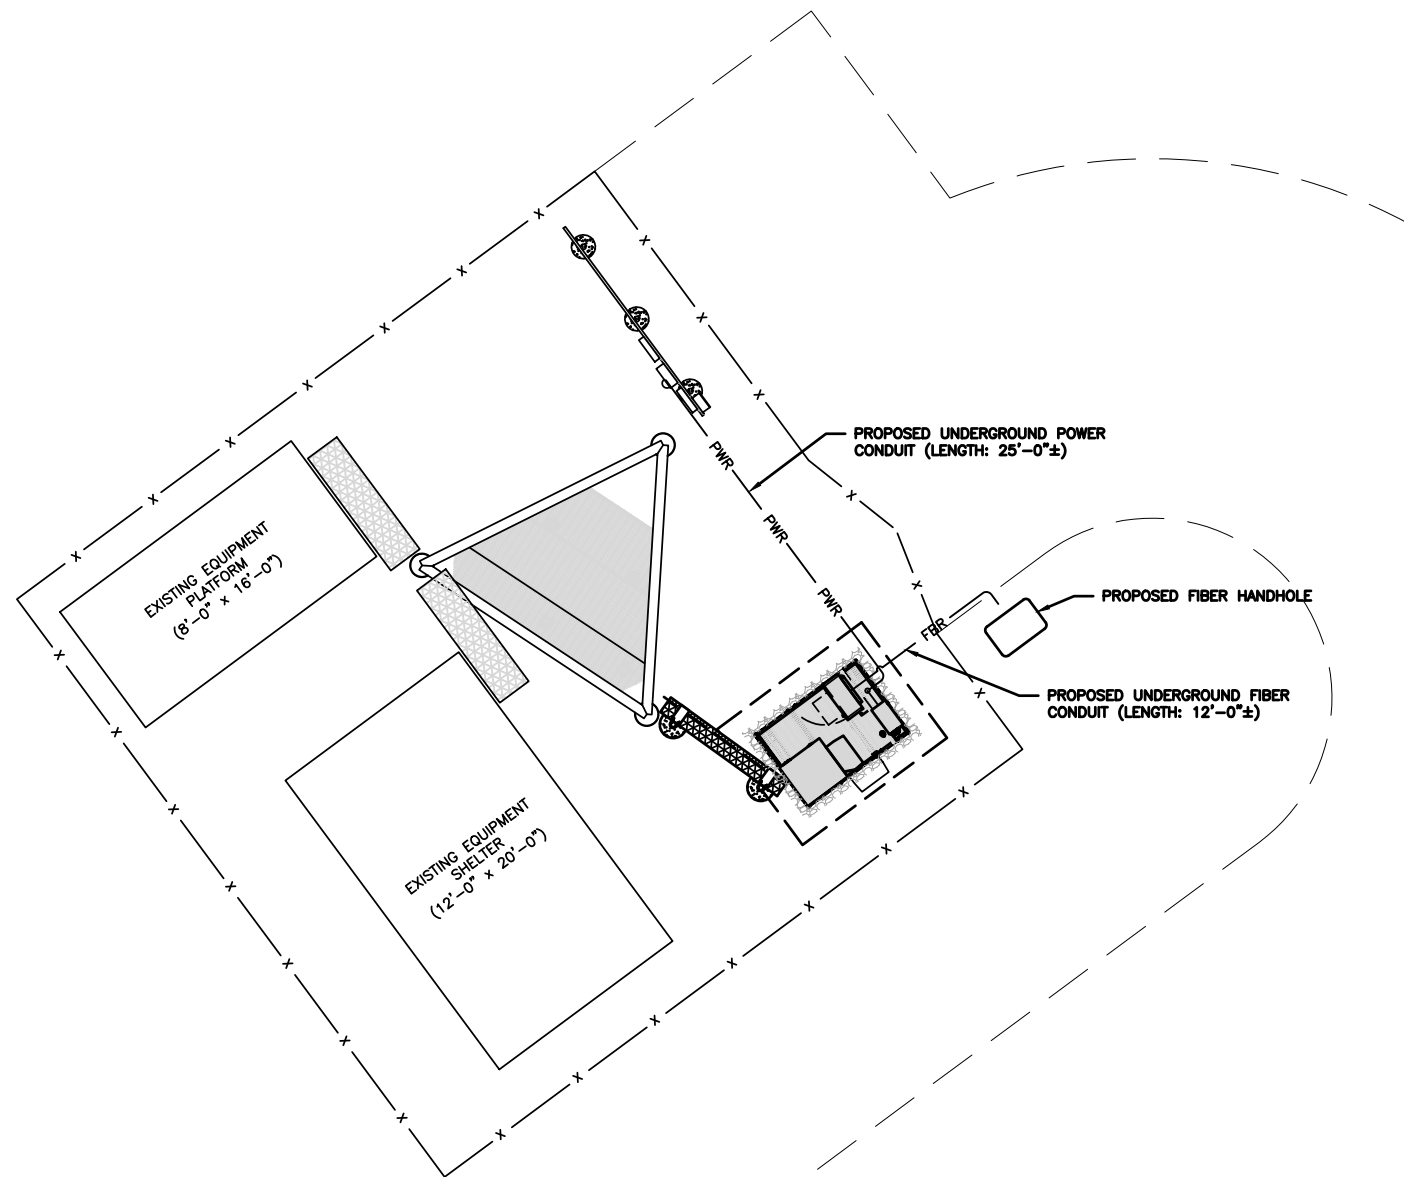 PROPOSED UNDERGROUND POWER
CONDUIT (LENGTH: 25'-0"±)
PWR
PWR
PWR
EXISTING EQUIPMENT
PLATFORM
(8'-0" x 16'-0")
PROPOSED FIBER HANDHOLE
FBR
PROPOSED UNDERGROUND FIBER
CONDUIT (LENGTH: 12'-0"±)
EXISTING EQUIPMENT
SHELTER
(12'-0" x 20'-0")